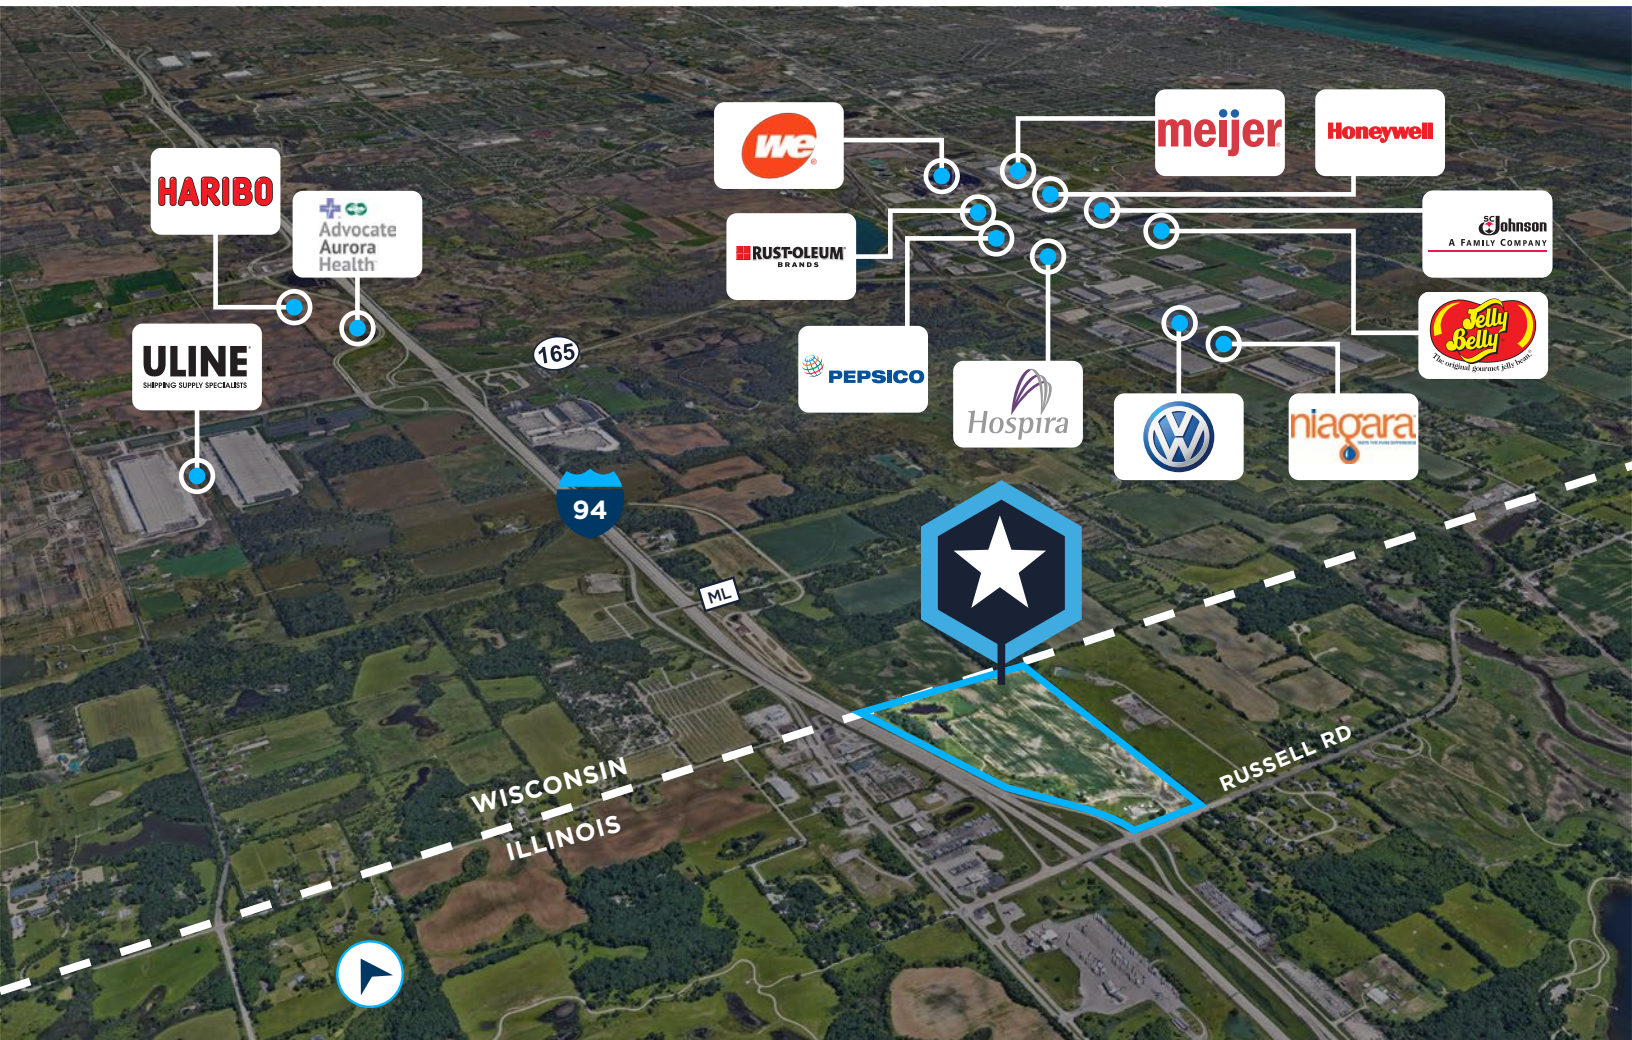 HARIBO
Advocate
Aurora
Health
ULINE
SHIPPING SUPPLY SPECIALISTS
we
meijer
Honeywell
RUST-OLEUM
BRANDS
SC Johnson
A FAMILY COMPANY
PEPSICO
Hospira
Jelly
Belly
The original gourmet jelly bean.
niagara
165
94
ML
WISCONSIN
ILLINOIS
RUSSELL RD